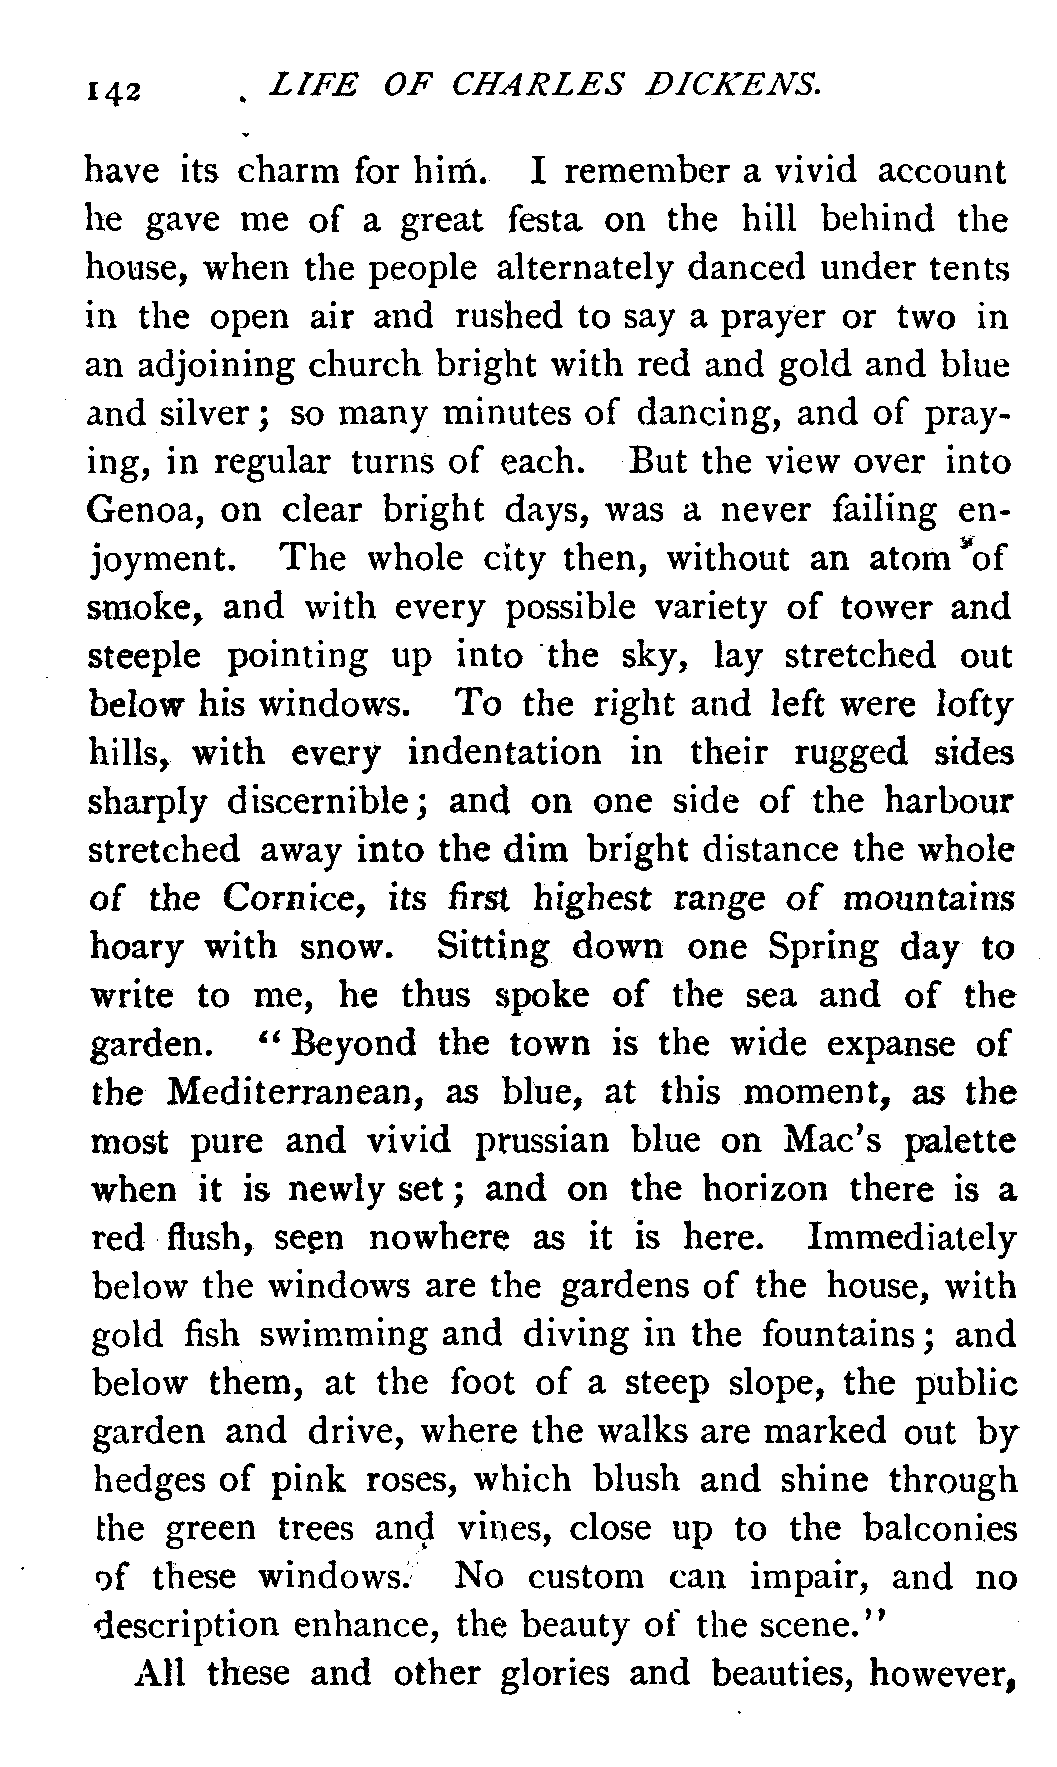 142 LIFE OF CHARLES DICKENS.
have its charm for him. I remember a vivid account
he gave me of a great festa on the hill behind the
house, when the people alternately danced under tents
in the open air and rushed to say a prayer or two in
an adjoining church bright with red and gold and blue
and silver; so many minutes of dancing, and of pray-
ing, in regular turns of each. But the view over into
Genoa, on clear bright days, was a never failing en-
joyment. The whole city then, without an atom of
smoke, and with every possible variety of tower and
steeple pointing up into the sky, lay stretched out
below his windows. To the right and left were lofty
hills, with every indentation in their rugged sides
sharply discernible; and on one side of the harbour
stretched away into the dim bright distance the whole
of the Cornice, its first highest range of mountains
hoary with snow. Sitting down one Spring day to
write to me, he thus spoke of the sea and of the
garden. "Beyond the town is the wide expanse of
the Mediterranean, as blue, at this moment, as the
most pure and vivid prussian blue on Mac's palette
when it is newly set; and on the horizon there is a
red flush, seen nowhere as it is here. Immediately
below the windows are the gardens of the house, with
gold fish swimming and diving in the fountains; and
below them, at the foot of a steep slope, the public
garden and drive, where the walks are marked out by
hedges of pink roses, which blush and shine through
the green trees and vines, close up to the balconies
of these windows. No custom can impair, and no
description enhance, the beauty of the scene."
All these and other glories and beauties, however,